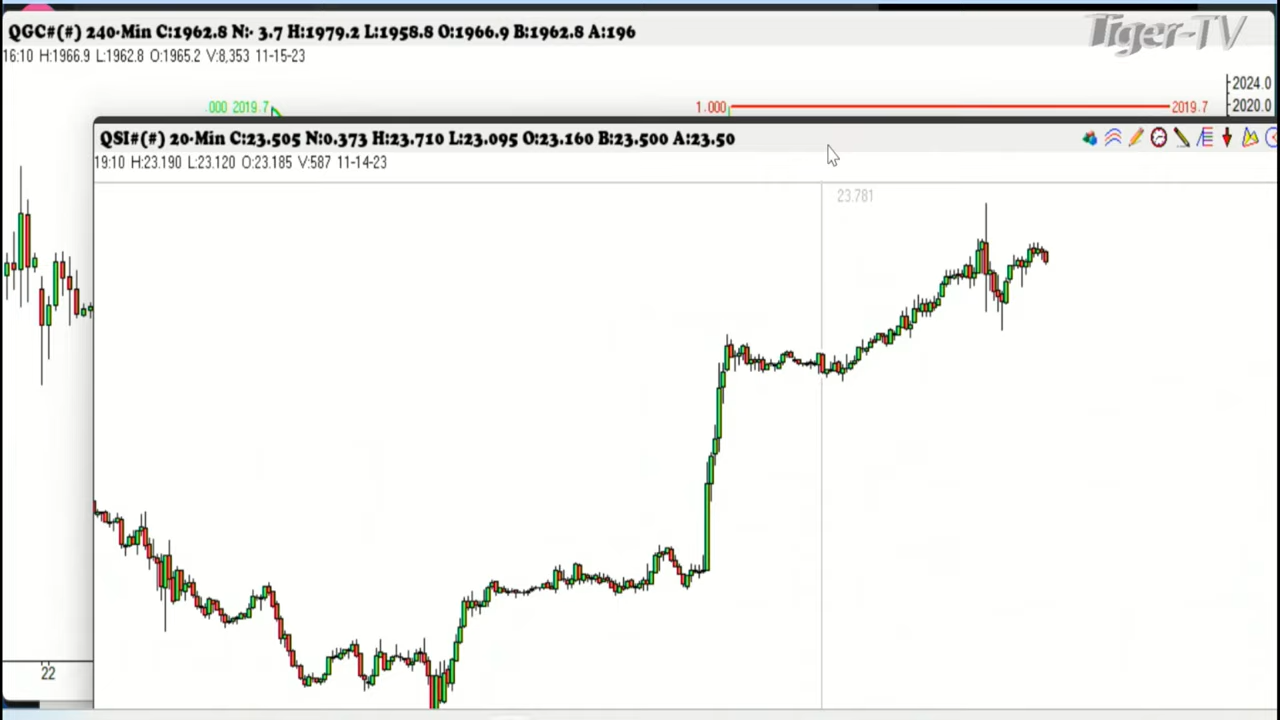 Tiger-TV
QGC#(#) 240-Min C:1962.8 N:- 3.7 H:1979.2 L:1958.8 O:1966.9 B:1962.8 A:196
16:10 H:1966.9 L:1962.8 O:1965.2 V:8,353 11-15-23
2024.0
.000 2019.7
1.000
2019.7
2020.0
QSI#(#) 20-Min C:23.505 N:0.373 H:23.710 L:23.095 O:23.160 B:23.500 A:23.50
19:10 H:23.190 L:23.120 O:23.185 V:587 11-14-23
23.781
22